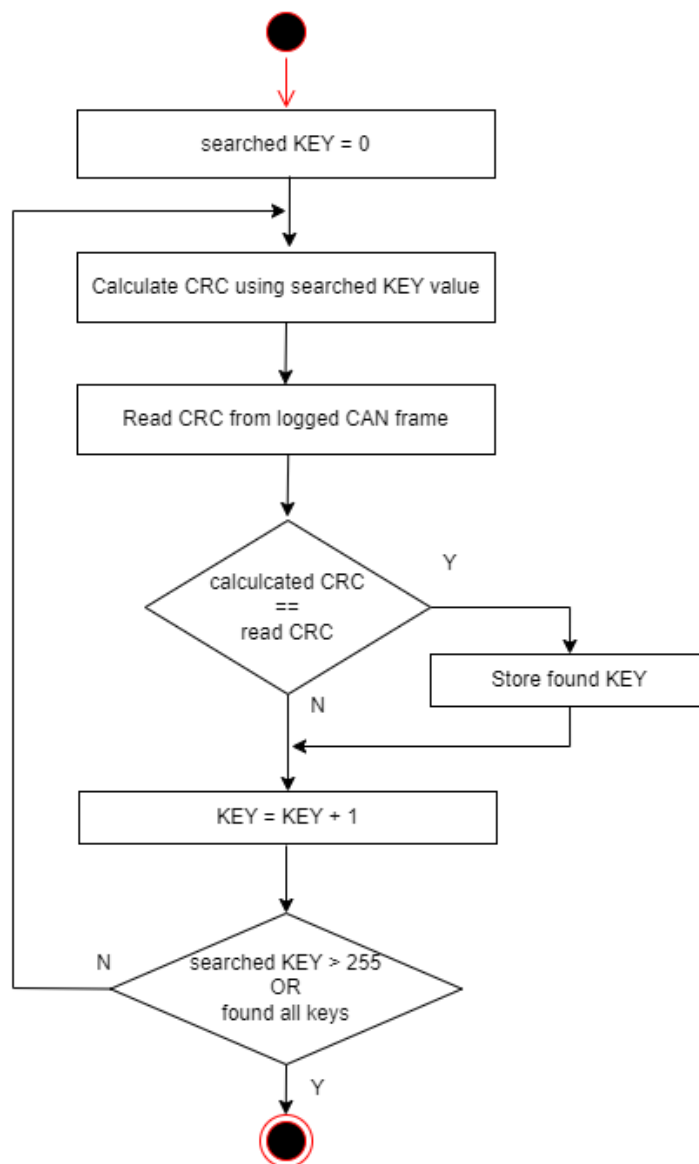 searched KEY = 0
Calculate CRC using searched KEY value
Read CRC from logged CAN frame
Y
calculcated CRC
==
read CRC
Store found KEY
N
KEY = KEY + 1
N
searched KEY > 255
OR
found all keys
Y